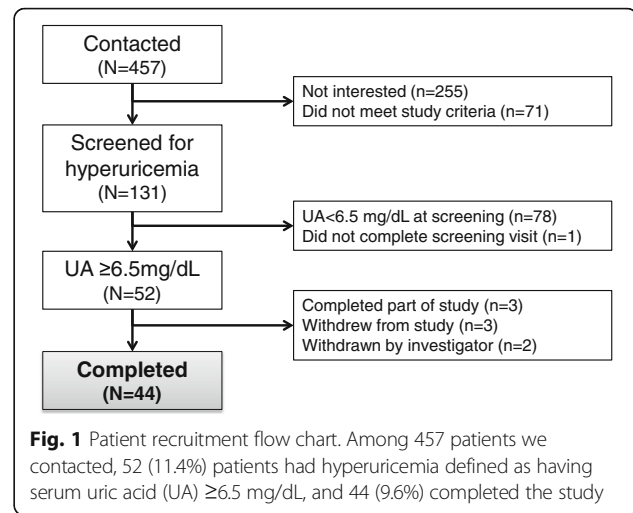 Contacted
(N=457)
Not interested (n=255)
Did not meet study criteria (n=71)
Screened for
hyperuricemia
(N=131)
UA<6.5 mg/dL at screening (n=78)
Did not complete screening visit (n=1)
UA ≥6.5mg/dL
(N=52)
Completed part of study (n=3)
Withdrew from study (n=3)
Withdrawn by investigator (n=2)
Completed
(N=44)
Fig. 1 Patient recruitment flow chart. Among 457 patients we
contacted, 52 (11.4%) patients had hyperuricemia defined as having
serum uric acid (UA) ≥6.5 mg/dL, and 44 (9.6%) completed the study